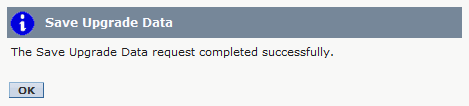 Save Upgrade Data
The Save Upgrade Data request completed successfully.
OK